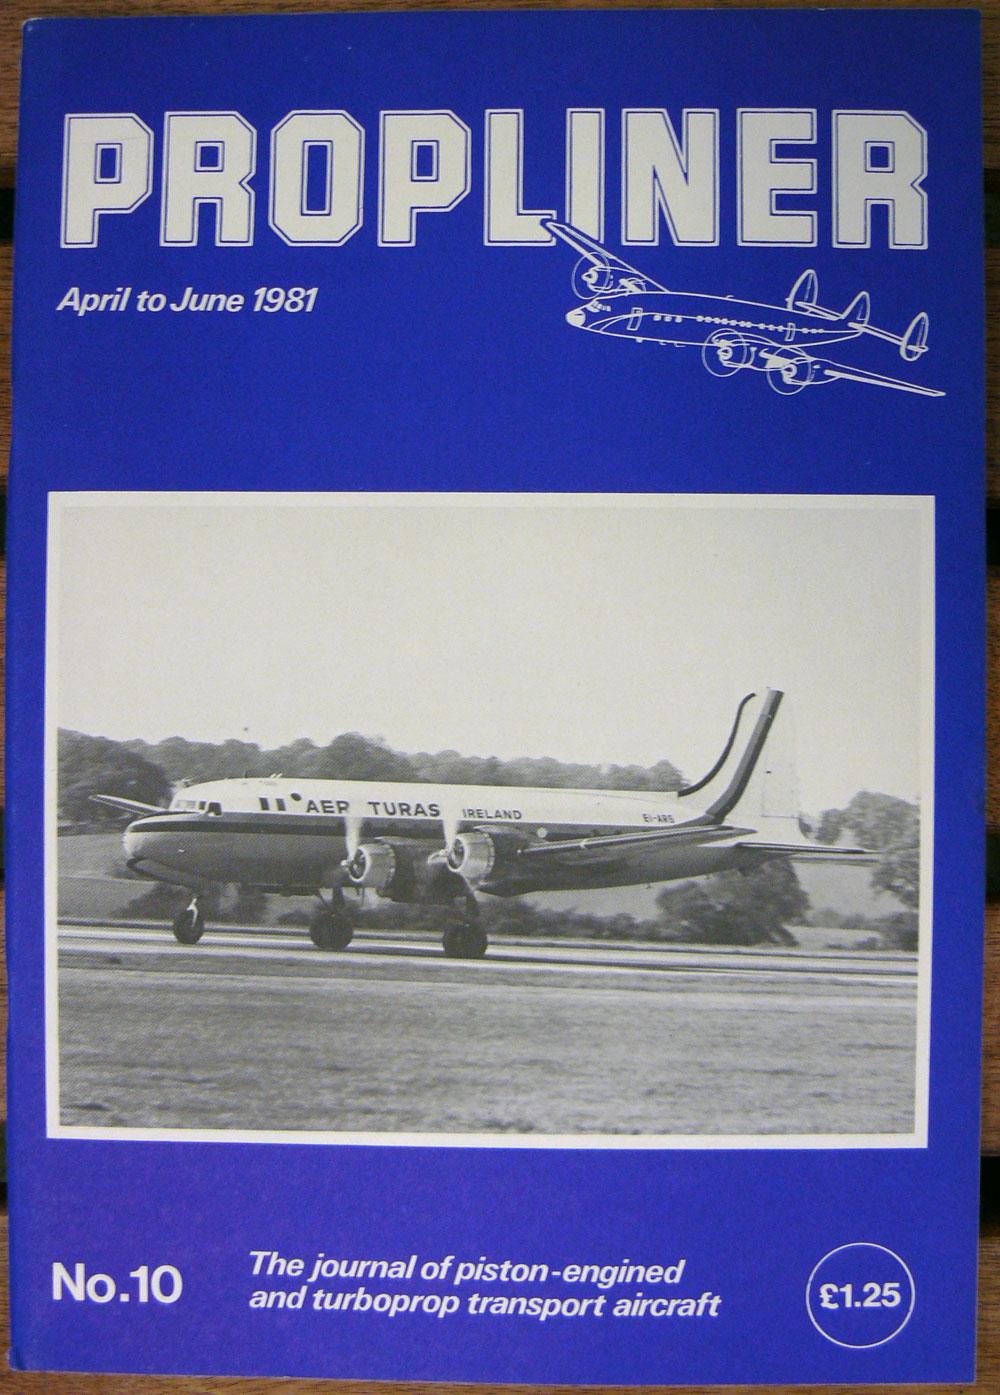 PROPLINER
April to June 1981
AER TURAS IRELAND
EI-ARS
No.10
The journal of piston-engined
and turboprop transport aircraft
£1.25